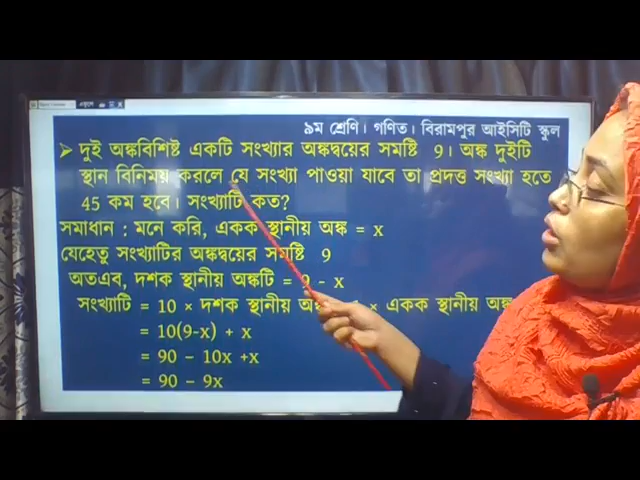 ৯ম শ্রেণি। গণিত। বিরামপুর আইসিটি স্কুল
➤ দুই অঙ্কবিশিষ্ট একটি সংখ্যার অঙ্কদ্বয়ের সমষ্টি 9। অঙ্ক দুইটি
স্থান বিনিময় করলে যে সংখ্যা পাওয়া যাবে তা প্রদত্ত সংখ্যা হতে
45 কম হবে। সংখ্যাটি কত?
সমাধান : মনে করি, একক স্থানীয় অঙ্ক = x
যেহেতু সংখ্যাটির অঙ্কদ্বয়ের সমষ্টি 9
অতএব, দশক স্থানীয় অঙ্কটি = 9 - x
সংখ্যাটি = 10 × দশক স্থানীয় × একক স্থানীয় অঙ্ক
= 10(9-x) + x
= 90 – 10x +x
= 90 – 9x